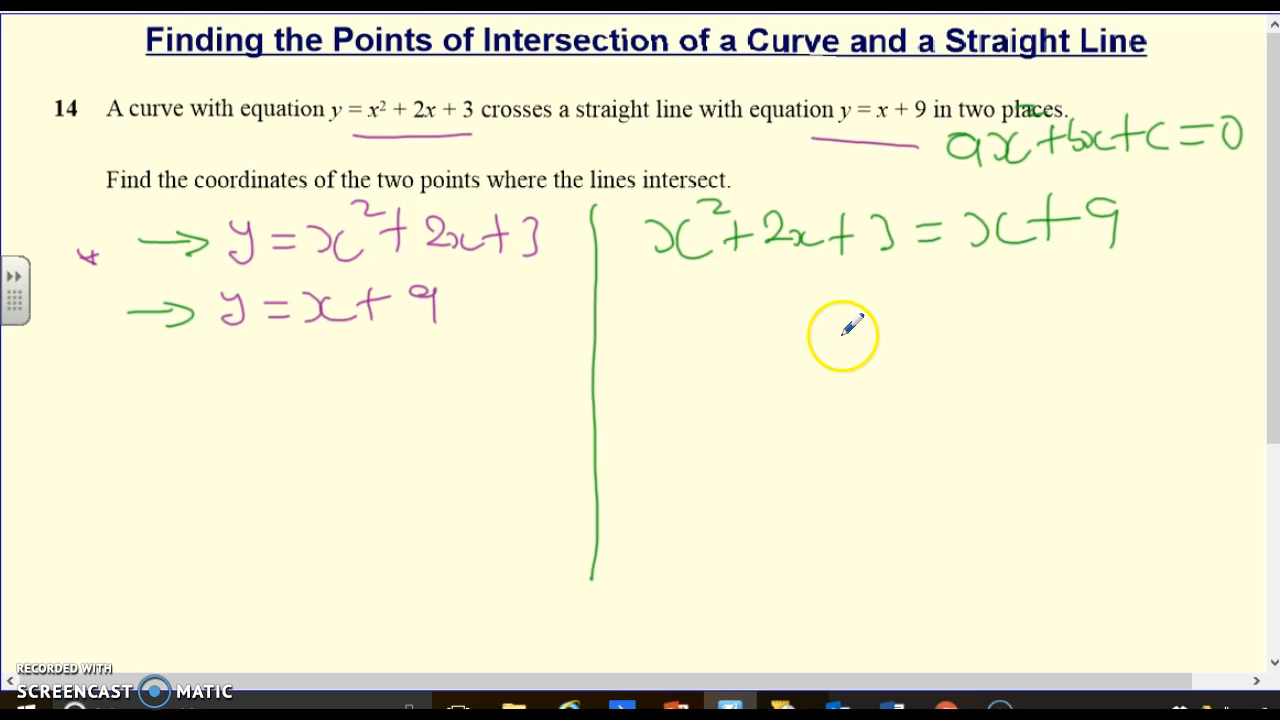 Finding the Points of Intersection of a Curve and a Straight Line
14 A curve with equation y = x² + 2x + 3 crosses a straight line with equation y = x + 9 in two places.
ax²+bx+c=0
Find the coordinates of the two points where the lines intersect.
→ y = x² + 2x + 3
x² + 2x + 3 = x + 9
→ y = x + 9
RECORDED WITH
SCREENCAST MATIC